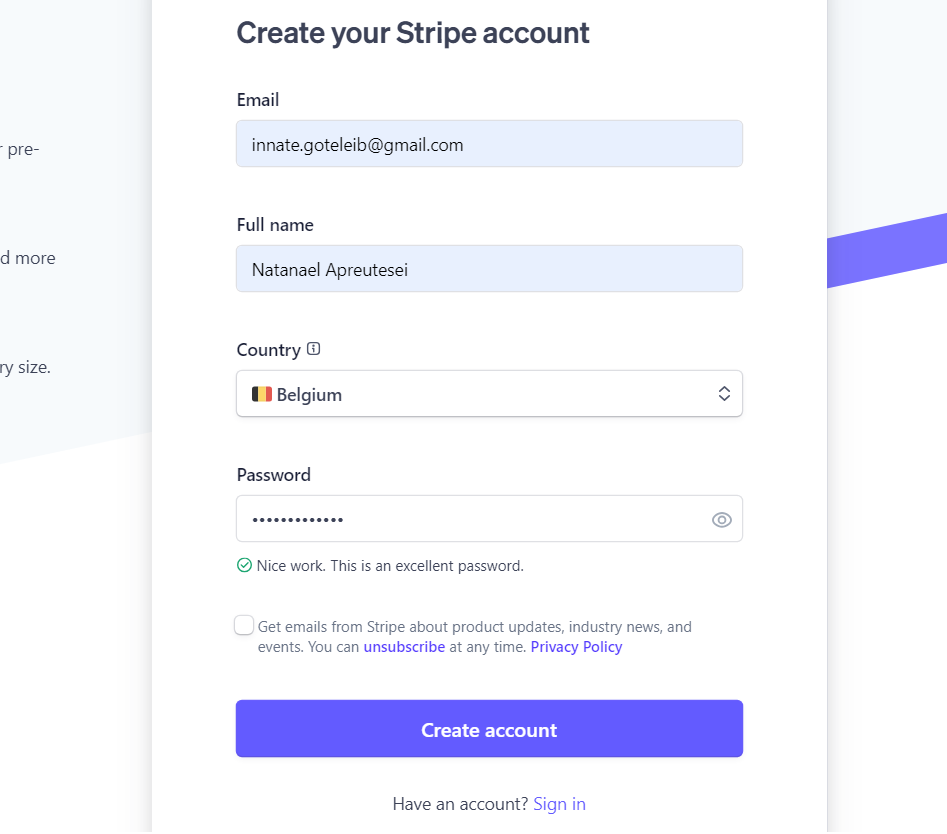 Create your Stripe account
Email
innate.goteleib@gmail.com
r pre-
Full name
d more
Natanael Apreutesei
Country
ry size.
Belgium
Password
•••••••••••••
Nice work. This is an excellent password.
Get emails from Stripe about product updates, industry news, and
events. You can unsubscribe at any time. Privacy Policy
Create account
Have an account? Sign in